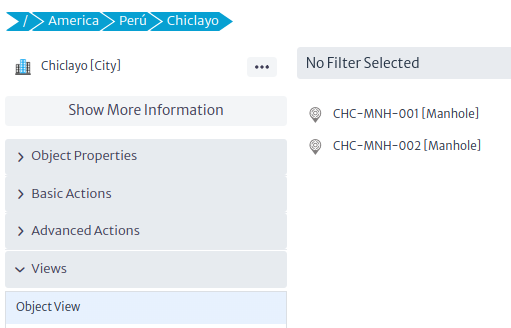 / America Perú Chiclayo
Chiclayo [City]
Show More Information
Object Properties
Basic Actions
Advanced Actions
Views
Object View
No Filter Selected
CHC-MNH-001 [Manhole]
CHC-MNH-002 [Manhole]